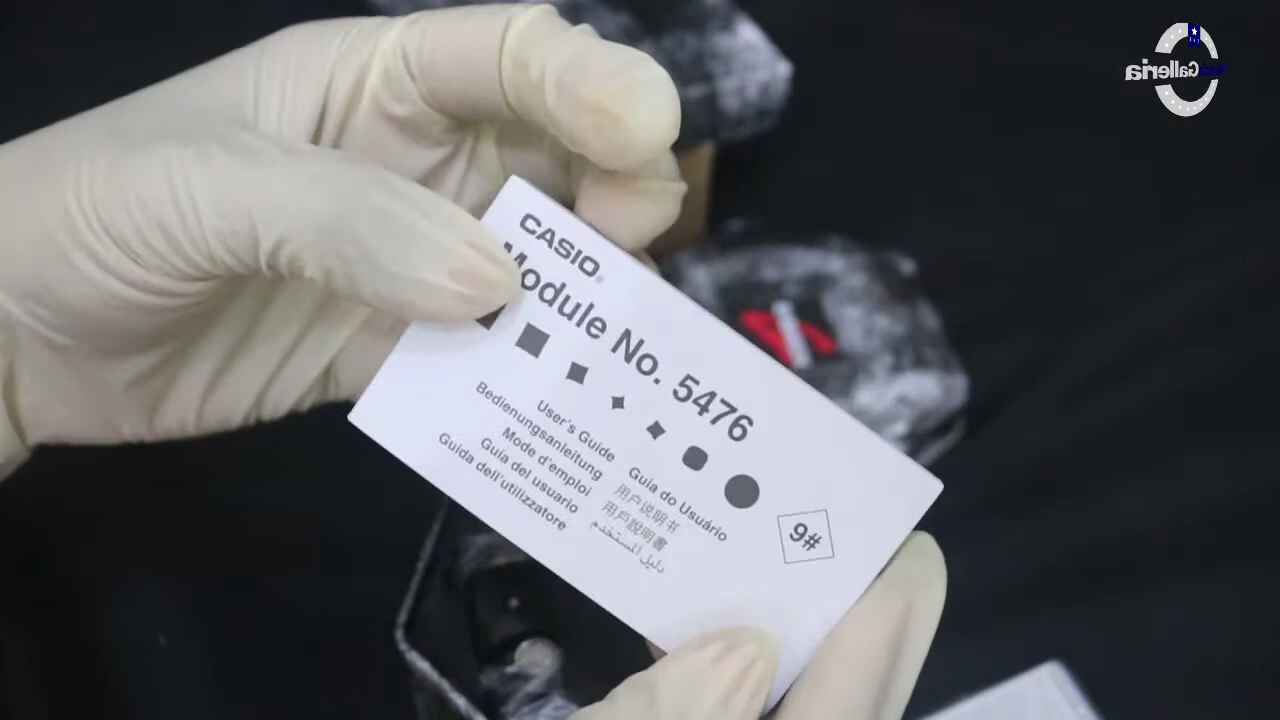 CASIO®
Module No. 5476
User's Guide
Bedienungsanleitung
Mode d'emploi
Guía del usuario
Guida dell'utilizzatore
Guia do Usuário
用户说明书
用戶說明書
دليل المستخدم
9#
Galleria